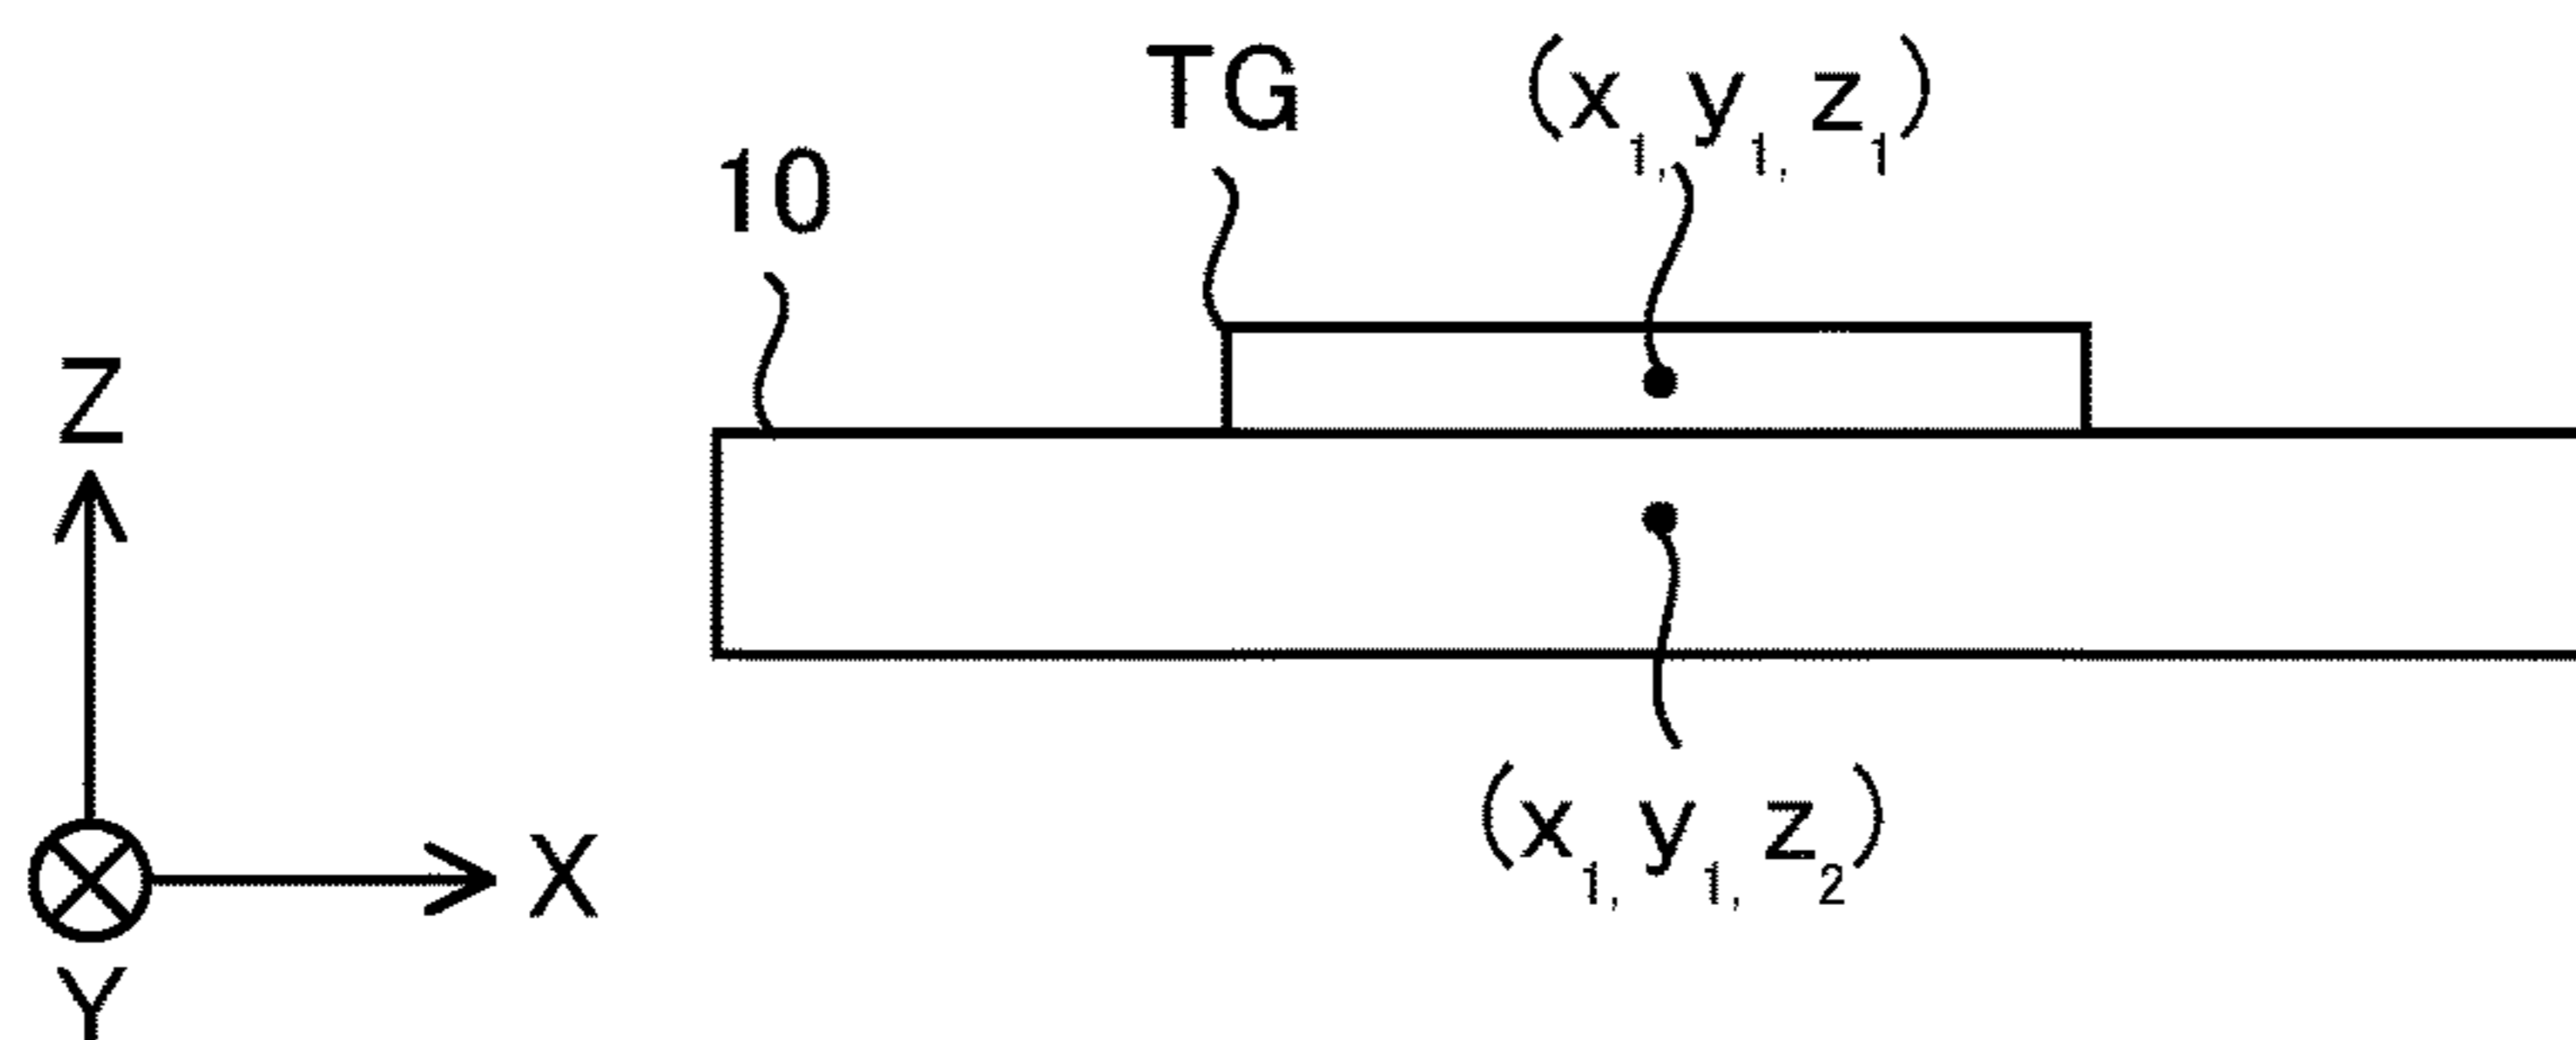 TG
(x₁, y₁, z₁)
10
Z
X
(x₁, y₁, z₂)
Y